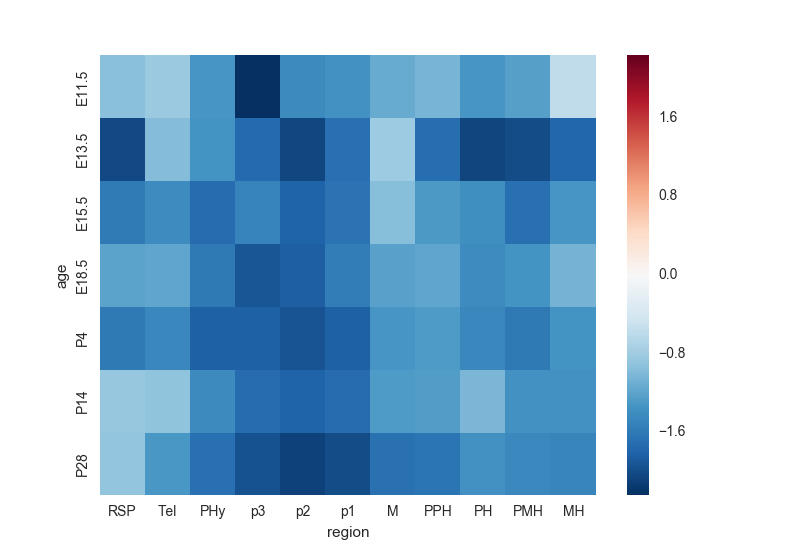 age
E11.5
E13.5
E15.5
E18.5
P4
P14
P28
RSP Tel PHy p3 p2 p1 M PPH PH PMH MH
region
1.6
0.8
0.0
−0.8
−1.6